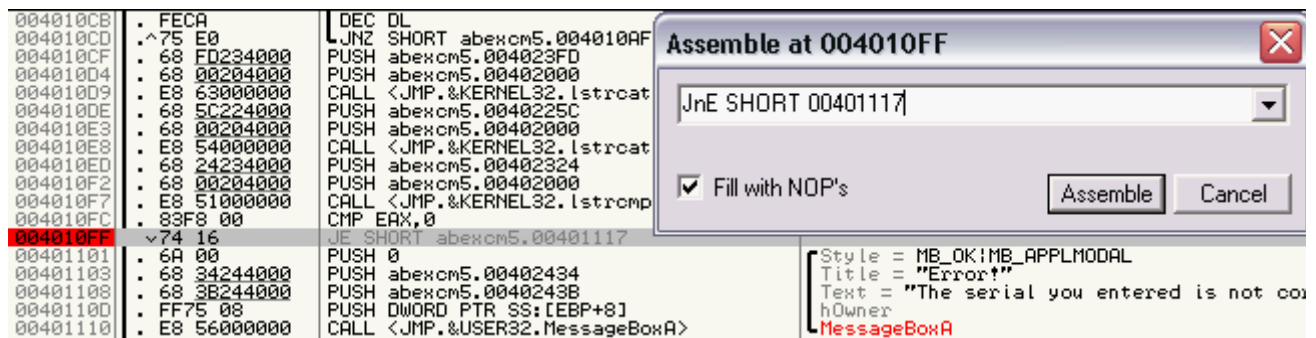 004010CB . FECA DEC DL
004010CD .^75 E0 JNZ SHORT abexcm5.004010AF
004010CF . 68 FD234000 PUSH abexcm5.004023FD
004010D4 . 68 00204000 PUSH abexcm5.00402000
004010D9 . E8 63000000 CALL <JMP.&KERNEL32.lstrcat
004010DE . 68 5C224000 PUSH abexcm5.0040225C
004010E3 . 68 00204000 PUSH abexcm5.00402000
004010E8 . E8 54000000 CALL <JMP.&KERNEL32.lstrcat
004010ED . 68 24234000 PUSH abexcm5.00402324
004010F2 . 68 00204000 PUSH abexcm5.00402000
004010F7 . E8 51000000 CALL <JMP.&KERNEL32.lstrcmp
004010FC . 83F8 00 CMP EAX,0
004010FF v74 16 JE SHORT abexcm5.00401117
00401101 . 6A 00 PUSH 0 Style = MB_OK|MB_APPLMODAL
00401103 . 68 34244000 PUSH abexcm5.00402434 Title = "Error!"
00401108 . 68 3B244000 PUSH abexcm5.0040243B Text = "The serial you entered is not cor
0040110D . FF75 08 PUSH DWORD PTR SS:[EBP+8] hOwner
00401110 . E8 56000000 CALL <JMP.&USER32.MessageBoxA> MessageBoxA
Assemble at 004010FF
JnE SHORT 00401117
Fill with NOP's Assemble Cancel